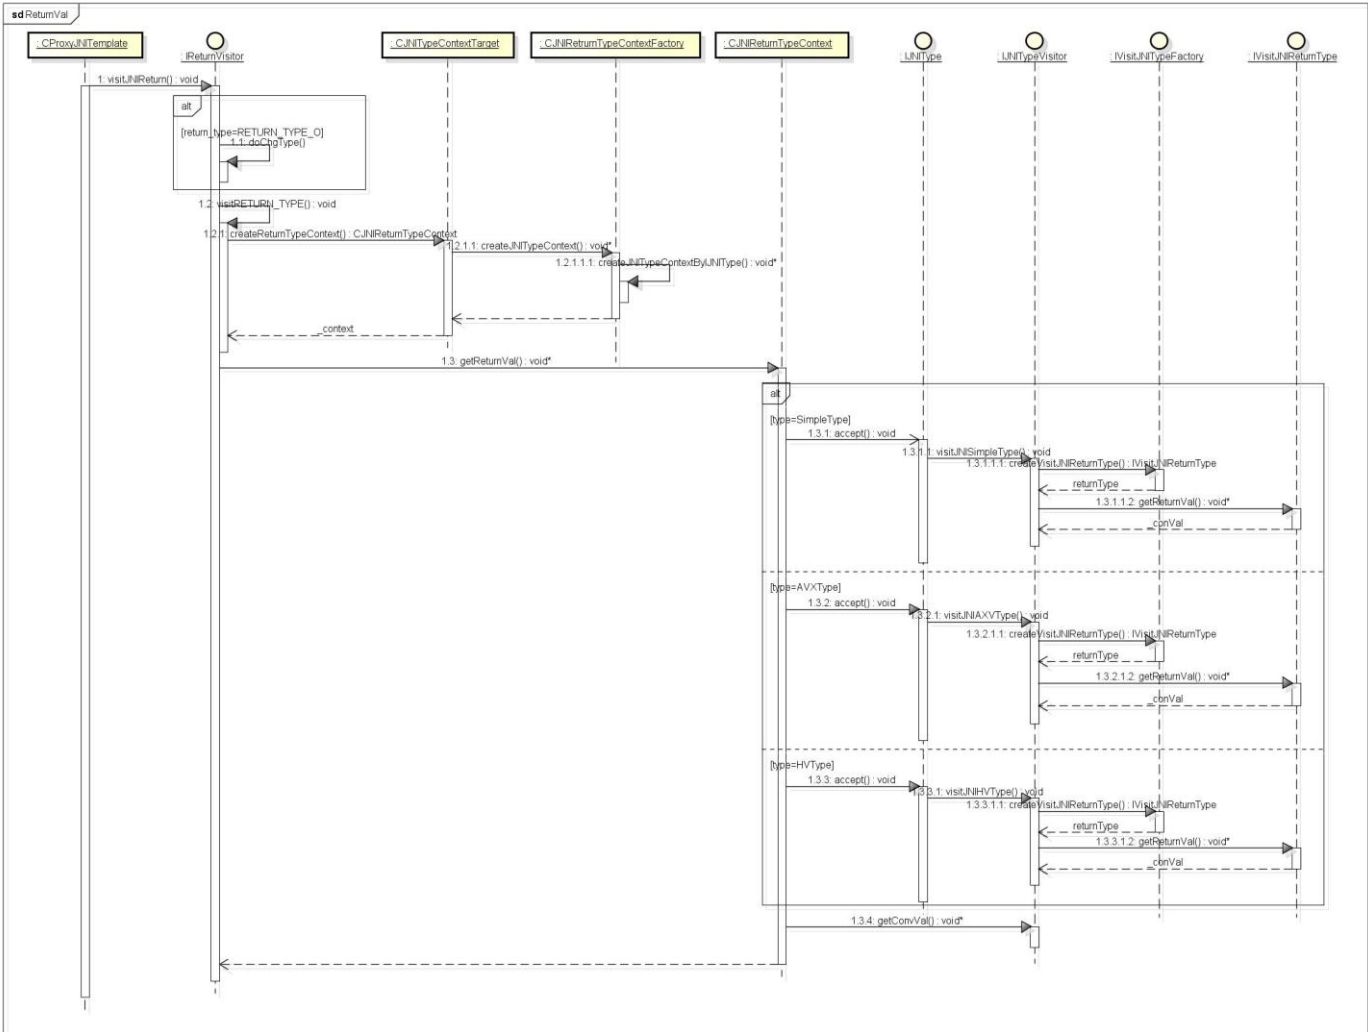 sd ReturnVal
: CProxyJNITemplate
: IReturnVisitor
: CJNITypeContextTarget
: CJNIRetrurnTypeContextFactory
: CJNIReturnTypeContext
: IJNIType
: IJNITypeVisitor
: IVisitJNITypeFactory
: IVisitJNIReturnType
1: visitJNIReturn() : void
alt
[return_type=RETURN_TYPE_O]
1.1: doChgType()
1.2: visitRETURN_TYPE() : void
1.2.1: createReturnTypeContext() : CJNIReturnTypeContext
1.2.1.1: createJNITypeContext() : void*
1.2.1.1.1: createJNITypeContextByIJNIType() : void*
_context
1.3: getReturnVal() : void*
alt
[type=SimpleType]
1.3.1: accept() : void
1.3.1.1: visitJNISimpleType() : void
1.3.1.1.1: createVisitJNIReturnType() : IVisitJNIReturnType
returnType
1.3.1.1.2: getReturnVal() : void*
_conVal
[type=AVXType]
1.3.2: accept() : void
1.3.2.1: visitJNIAXVType() : void
1.3.2.1.1: createVisitJNIReturnType() : IVisitJNIReturnType
returnType
1.3.2.1.2: getReturnVal() : void*
_conVal
[type=HVType]
1.3.3: accept() : void
1.3.3.1: visitJNIHVType() : void
1.3.3.1.1: createVisitJNIReturnType() : IVisitJNIReturnType
returnType
1.3.3.1.2: getReturnVal() : void*
_conVal
1.3.4: getConvVal() : void*